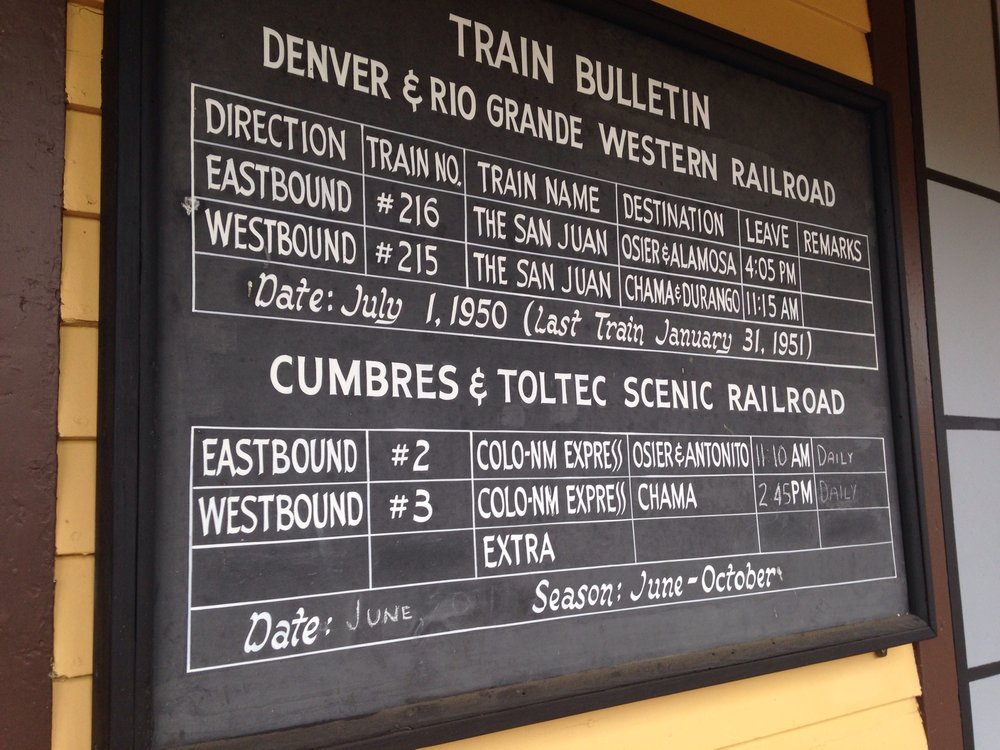 TRAIN BULLETIN
DENVER & RIO GRANDE WESTERN RAILROAD
DIRECTION TRAIN NO. TRAIN NAME DESTINATION LEAVE REMARKS
EASTBOUND #216 THE SAN JUAN OSIER & ALAMOSA 4:05 PM
WESTBOUND #215 THE SAN JUAN CHAMA & DURANGO 11:15 AM
Date: July 1, 1950 (Last Train January 31, 1951)
CUMBRES & TOLTEC SCENIC RAILROAD
EASTBOUND #2 COLO-NM EXPRESS OSIER & ANTONITO 11:10 AM DAILY
WESTBOUND #3 COLO-NM EXPRESS CHAMA 2:45 PM DAILY
EXTRA
Date: JUNE, Season: June-October